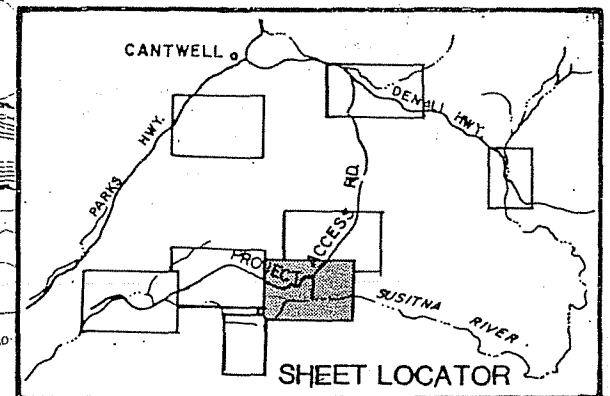 CANTWELL
DENALI HWY.
PARKS HWY.
PROJECT ACCESS RD.
SUSITNA RIVER.
SHEET LOCATOR